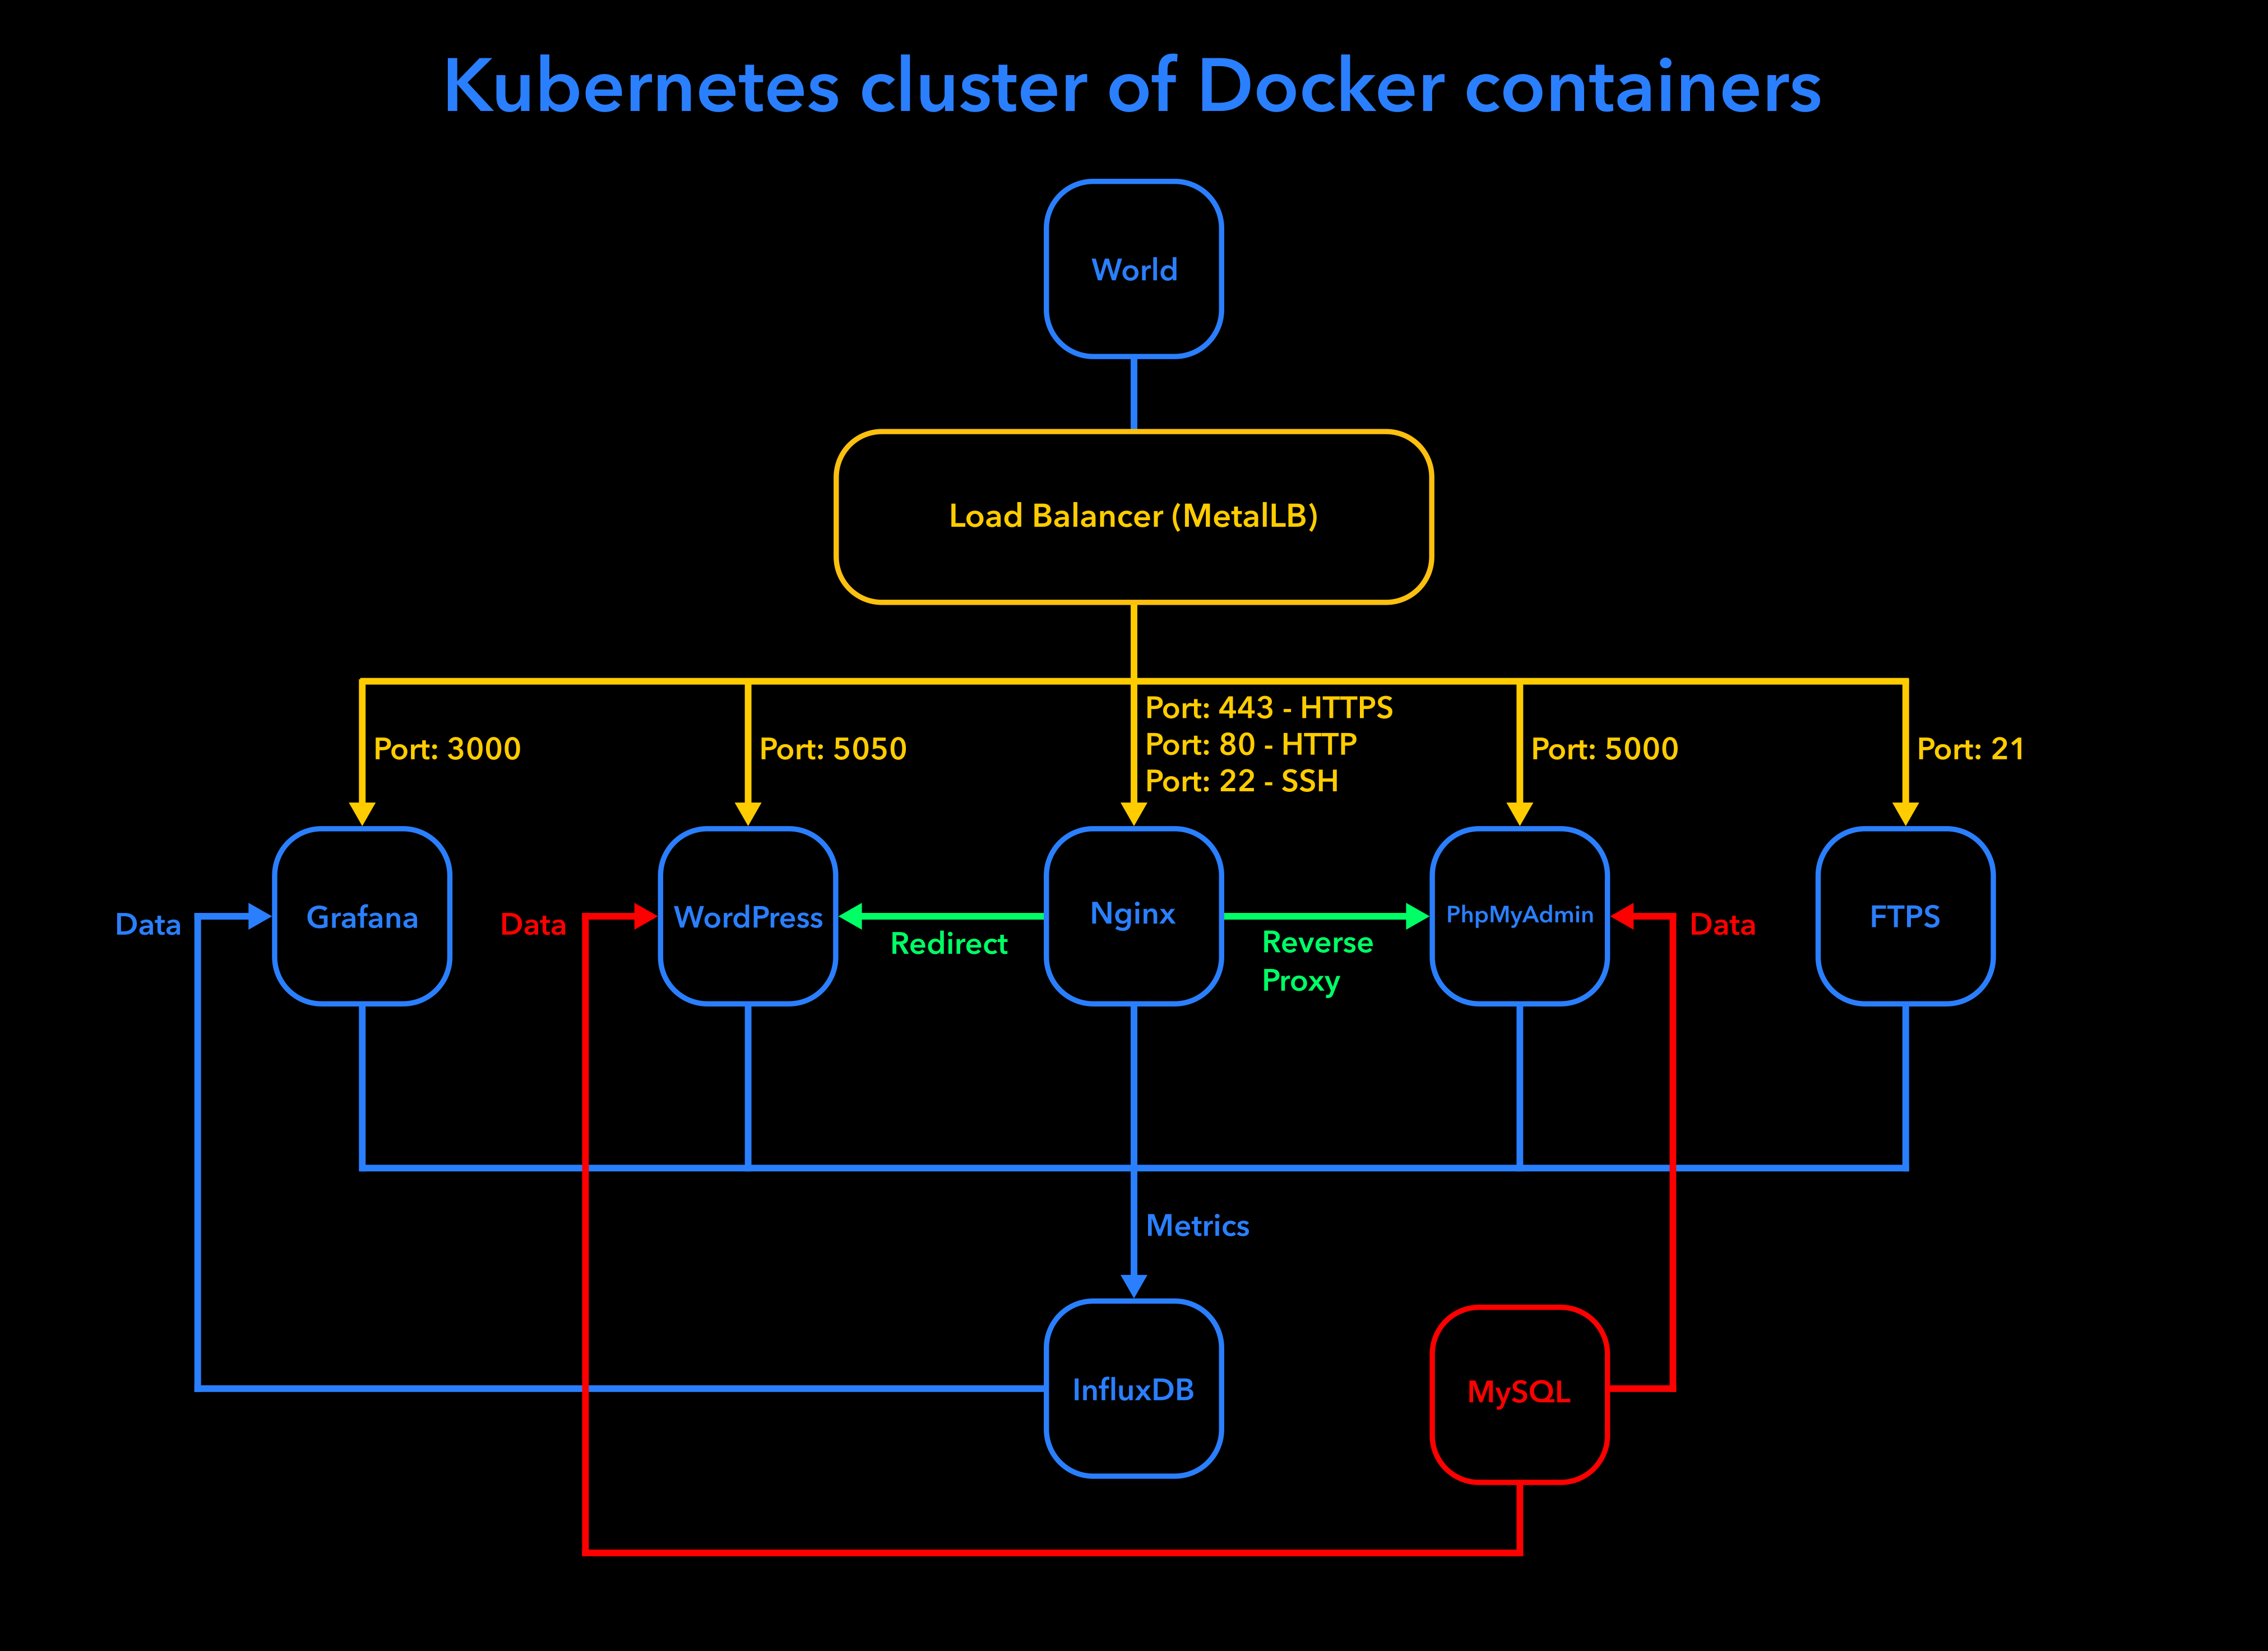 Kubernetes cluster of Docker containers
World
Load Balancer (MetalLB)
Port: 443 - HTTPS
Port: 80 - HTTP
Port: 22 - SSH
Port: 3000
Port: 5050
Port: 5000
Port: 21
Data
Grafana
Data
WordPress
Redirect
Nginx
Reverse
Proxy
PhpMyAdmin
Data
FTPS
Metrics
InfluxDB
MySQL